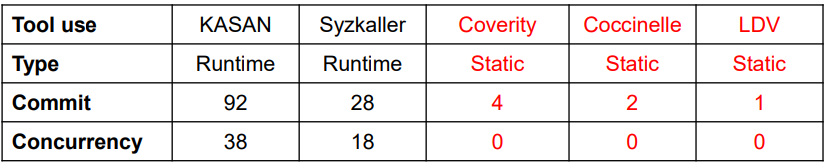 Tool use KASAN Syzkaller Coverity Coccinelle LDV
Type Runtime Runtime Static Static Static
Commit 92 28 4 2 1
Concurrency 38 18 0 0 0